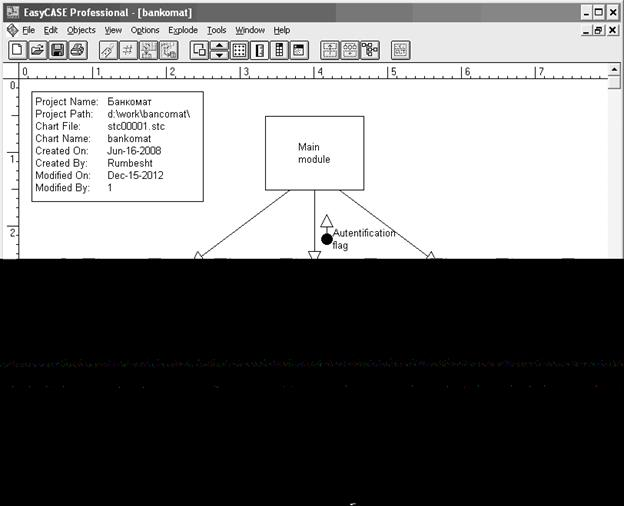 EasyCASE Professional - [bankomat]
File Edit Objects View Options Explode Tools Window Help
0 1 2 3 4 5 6 7
0
Project Name: Банкомат
Project Path: d:\work\bancomat\
Chart File: stc00001.stc
Chart Name: bankomat
Created On: Jun-16-2008
Created By: Rumbesht
Modified On: Dec-15-2012
Modified By: 1
Main
module
1
2
Autentification
flag